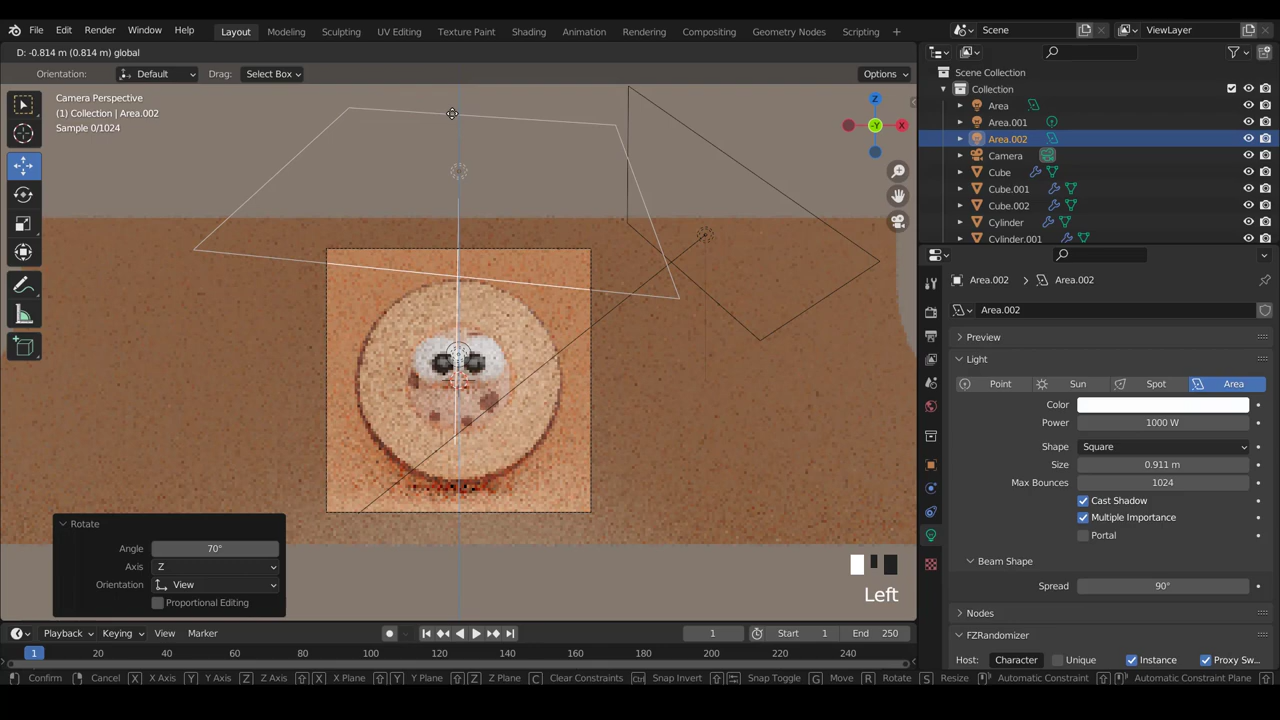 File Edit Render Window Help Layout Modeling Sculpting UV Editing Texture Paint Shading Animation Rendering Compositing Geometry Nodes Scripting + Scene ViewLayer
D: -0.814 m (0.814 m) global
Orientation: Default Drag: Select Box Options
Camera Perspective
(1) Collection | Area.002
Sample 0/1024
Z
-Y
X
Scene Collection
Collection
Area
Area.001
Area.002
Camera
Cube
Cube.001
Cube.002
Cylinder
Cylinder.001
Area.002 Area.002
Area.002
Preview
Light
Point Sun Spot Area
Color
Power 1000 W
Shape Square
Size 0.911 m
Max Bounces 1024
Cast Shadow
Multiple Importance
Portal
Beam Shape
Spread 90°
Nodes
FZRandomizer
Host: Character Unique Instance Proxy Sw...
Rotate
Angle 70°
Axis Z
Orientation View
Proportional Editing
Left
Playback Keying View Marker 1 Start 1 End 250
1 20 40 60 80 100 120 140 160 180 200 220 240
Confirm Cancel X X Axis Y Y Axis Z Z Axis X X Plane Y Y Plane Z Z Plane C Clear Constraints Ctrl Snap Invert Snap Toggle G Move R Rotate S Resize Automatic Constraint Automatic Constraint Plane